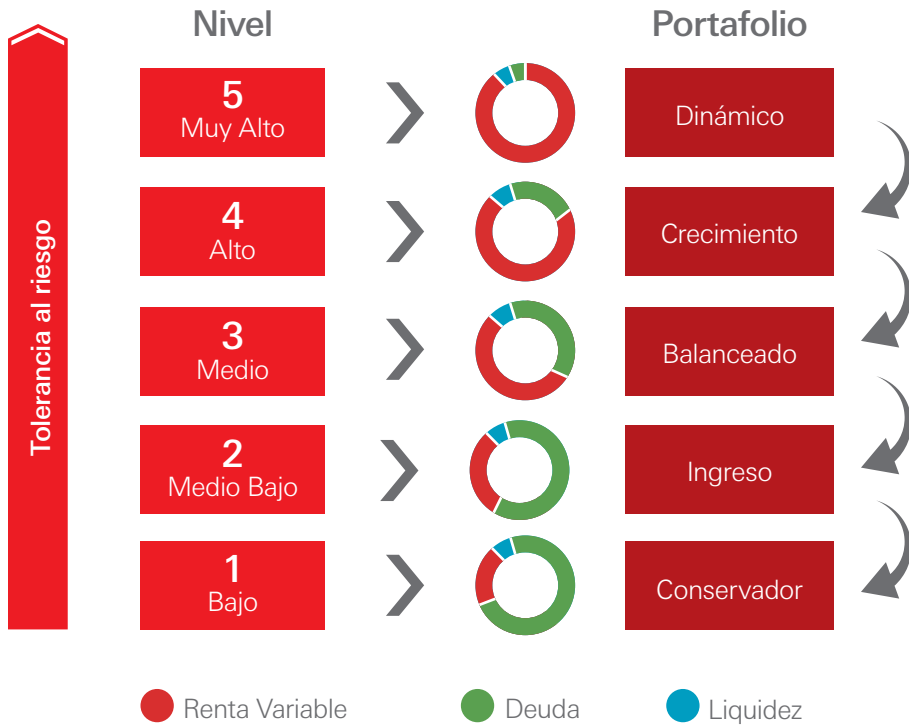 Nivel
Portafolio
Tolerancia al riesgo
5
Muy Alto
Dinámico
4
Alto
Crecimiento
3
Medio
Balanceado
2
Medio Bajo
Ingreso
1
Bajo
Conservador
Renta Variable
Deuda
Liquidez